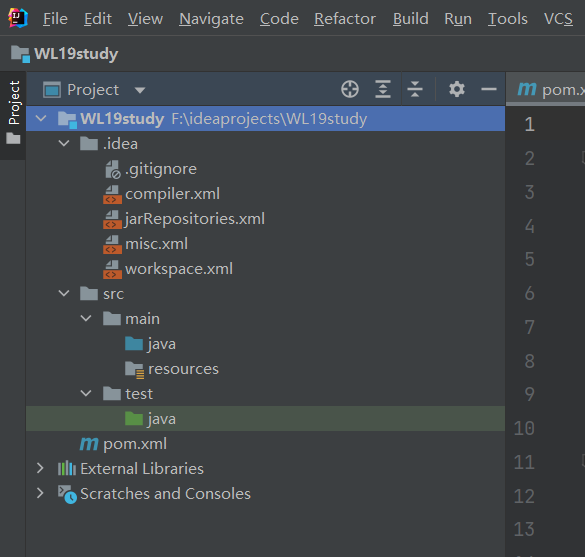 File Edit View Navigate Code Refactor Build Run Tools VCS
WL19study
Project
Project pom.x
WL19study F:\ideaprojects\WL19study 1
.idea 2
.gitignore
compiler.xml 3
jarRepositories.xml 4
misc.xml 5
workspace.xml
src 6
main 7
java
resources 8
test 9
java 10
pom.xml
External Libraries 11
Scratches and Consoles 12
13